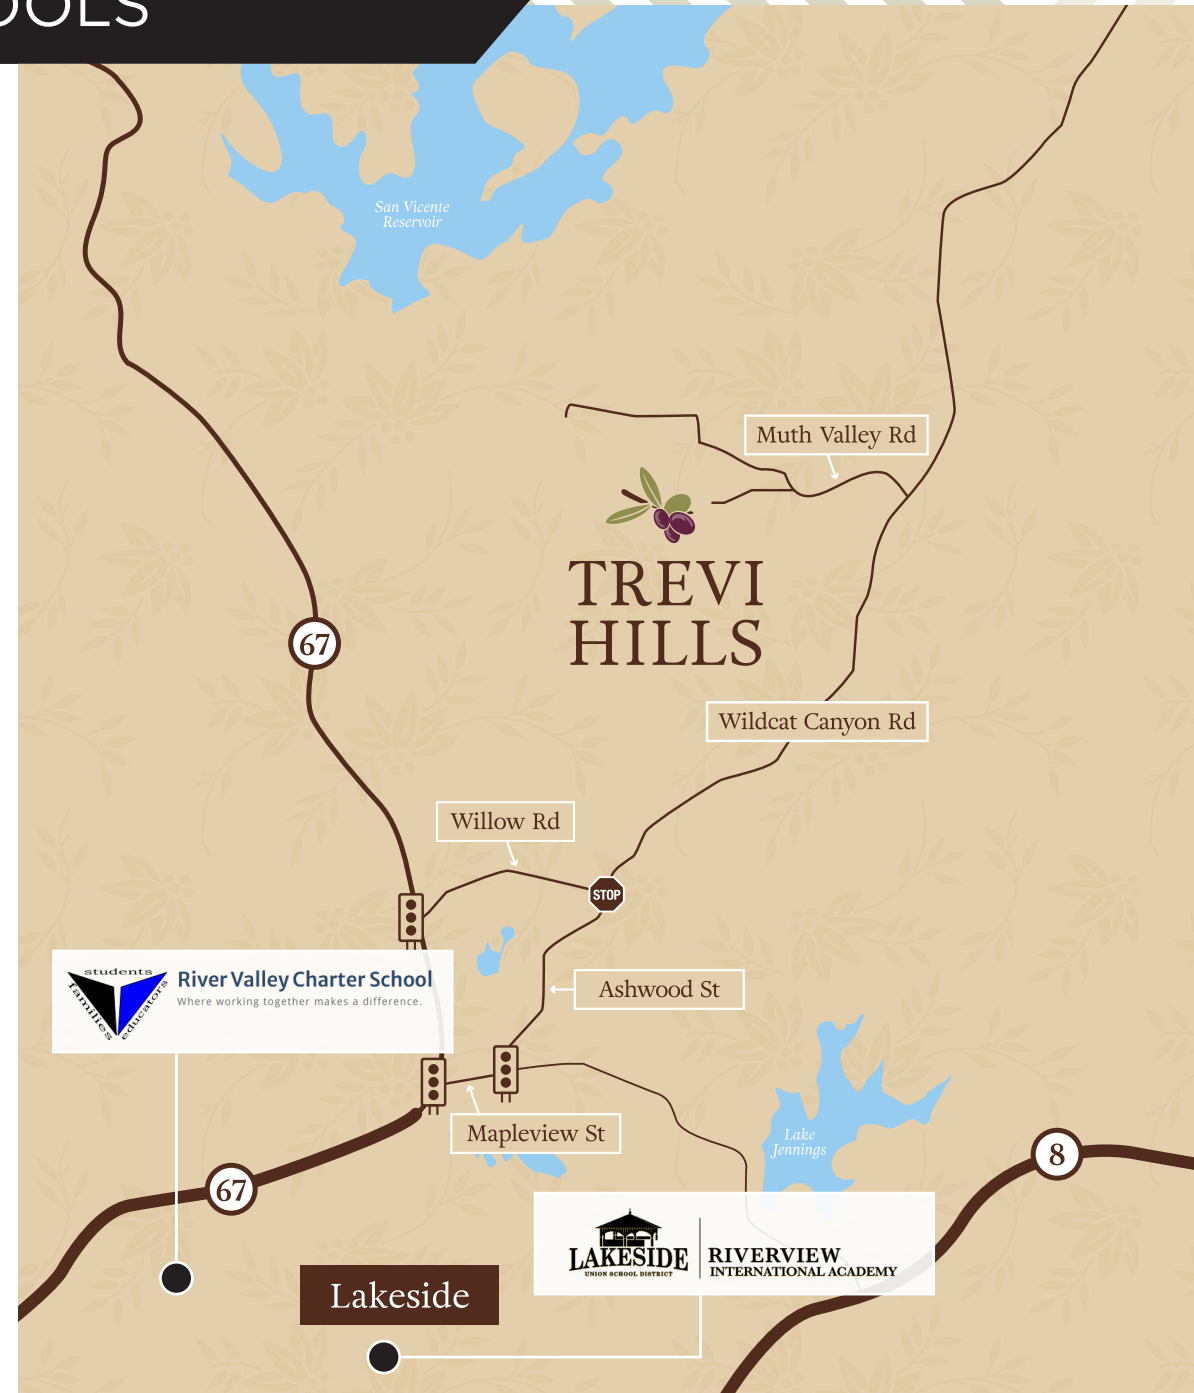 OOLS
San Vicente
Reservoir
Muth Valley Rd
TREVI
HILLS
67
Wildcat Canyon Rd
Willow Rd
STOP
students
families
educators
River Valley Charter School
Where working together makes a difference.
Ashwood St
Mapleview St
Lake
Jennings
8
67
LAKESIDE
UNION SCHOOL DISTRICT
RIVERVIEW
INTERNATIONAL ACADEMY
Lakeside